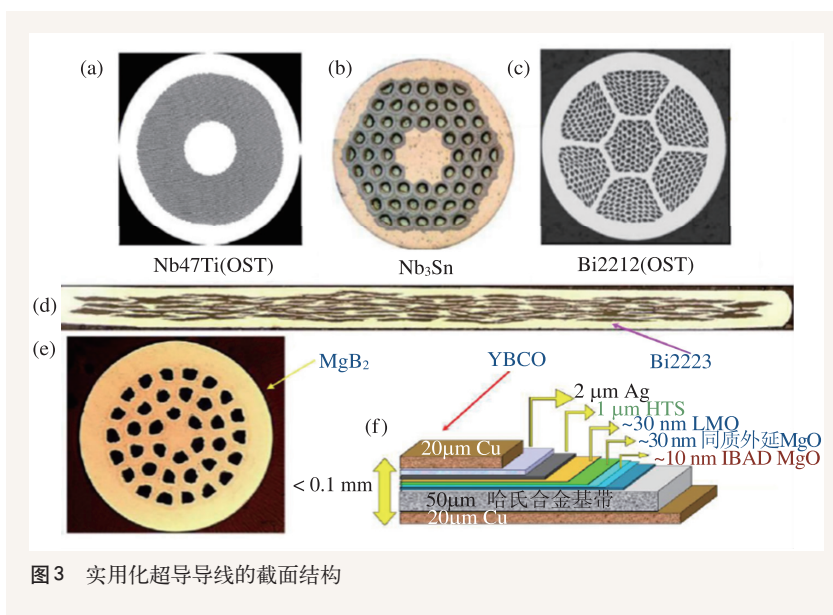 (a)
(b)
(c)
Nb47Ti(OST)
Nb₃Sn
Bi2212(OST)
(d)
(e)
MgB₂
YBCO
Bi2223
(f)
2 μm Ag
1 μm HTS
~30 nm LMO
~30 nm 同质外延MgO
~10 nm IBAD MgO
20μm Cu
< 0.1 mm
50μm 哈氏合金基带
20μm Cu
图3 实用化超导导线的截面结构